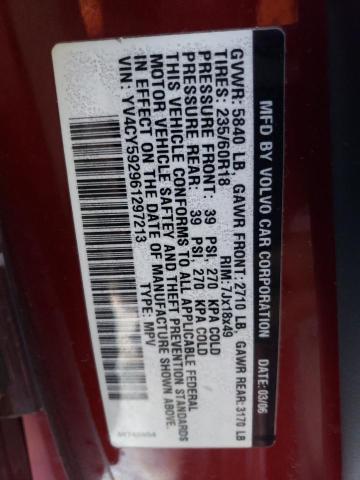 MFD BY VOLVO CAR CORPORATION DATE: 03/06
GVWR: 5840 LB, GAWR FRONT: 2710 LB, GAWR REAR: 3170 LB
TIRES: 235/60R18 RIM: 7Jx18x49
PRESSURE FRONT: 39 PSI, 270 KPA COLD
PRESSURE REAR: 39 PSI, 270 KPA COLD
THIS VEHICLE CONFORMS TO ALL APPLICABLE FEDERAL
MOTOR VEHICLE SAFTEY AND THEFT PREVENTION STANDARDS
IN EFFECT ON THE DATE OF MANUFACTURE SHOWN ABOVE.
VIN: YV4CY592961297213 TYPE: MPV